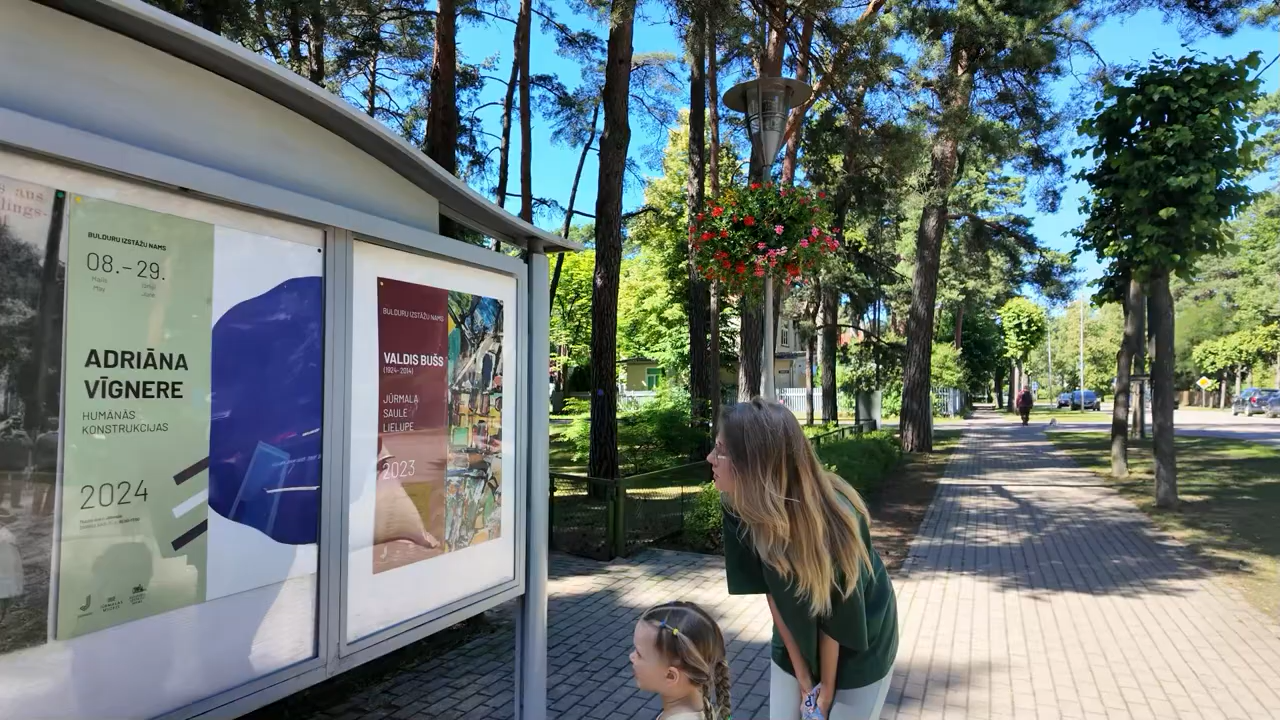 ans.
BULDURU IZSTĀŽU NAMS
08. – 29.
Maijs
May
June
ADRIĀNA
VĪGNERE
HUMĀNĀS
KONSTRUKCIJAS
2024
BULDURU IZSTĀŽU NAMS
VALDIS BUŠS
(1924-2014)
JŪRMALA
SAULE
LIELUPE
2023